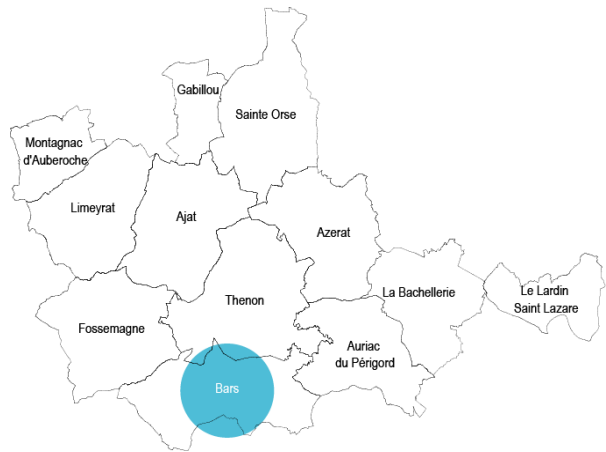 Gabillou
Sainte Orse
Montagnac
d'Auberoche
Limeyrat
Ajat
Azerat
La Bachellerie
Le Lardin
Saint Lazare
Thenon
Fossemagne
Auriac
du Périgord
Bars